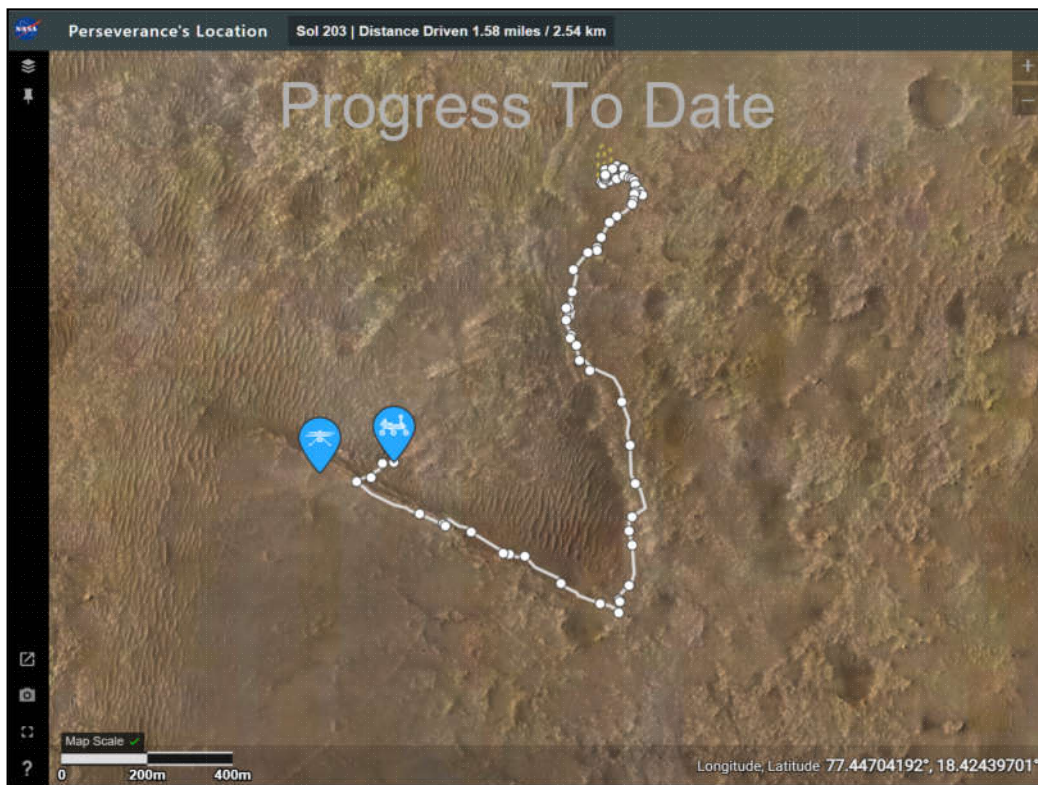 NASA
Perseverance's Location
Sol 203 | Distance Driven 1.58 miles / 2.54 km
Progress To Date
Map Scale ✓
0 200m 400m
Longitude, Latitude 77.44704192°, 18.42439701°
?